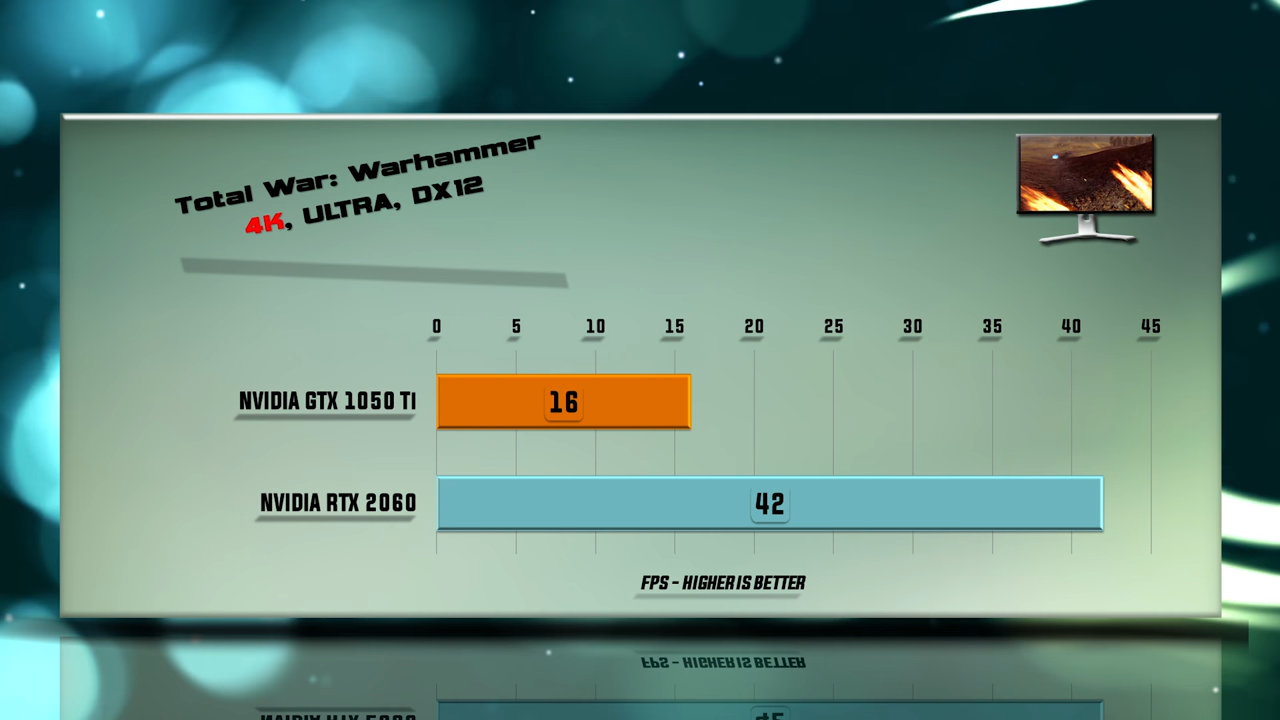 Total War: Warhammer
4K, ULTRA, DX12
0 5 10 15 20 25 30 35 40 45
NVIDIA GTX 1050 TI 16
NVIDIA RTX 2060 42
FPS - HIGHER IS BETTER